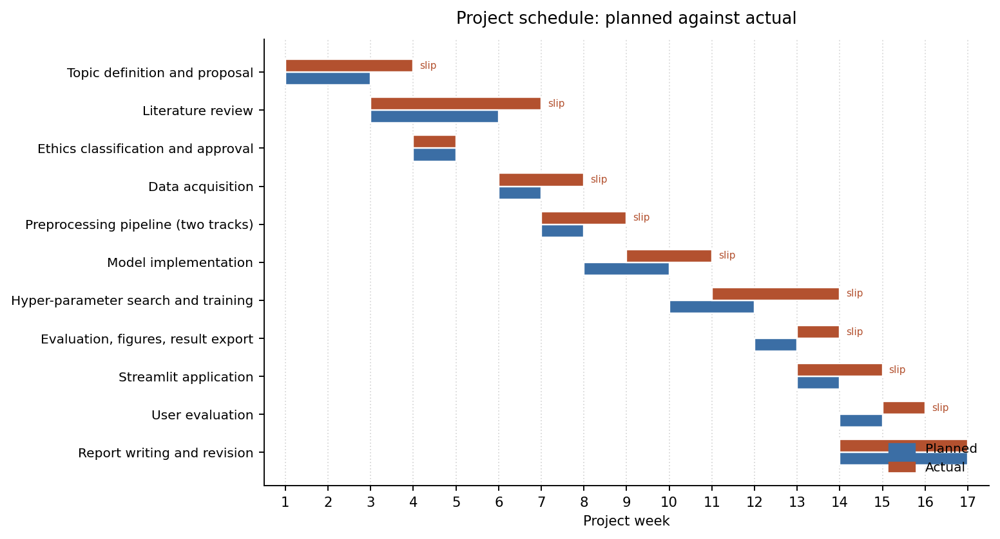 Project schedule: planned against actual
Topic definition and proposal
slip
Literature review
slip
Ethics classification and approval
Data acquisition
slip
Preprocessing pipeline (two tracks)
slip
Model implementation
slip
Hyper-parameter search and training
slip
Evaluation, figures, result export
slip
Streamlit application
slip
User evaluation
slip
Report writing and revision
Planned
Actual
1 2 3 4 5 6 7 8 9 10 11 12 13 14 15 16 17
Project week